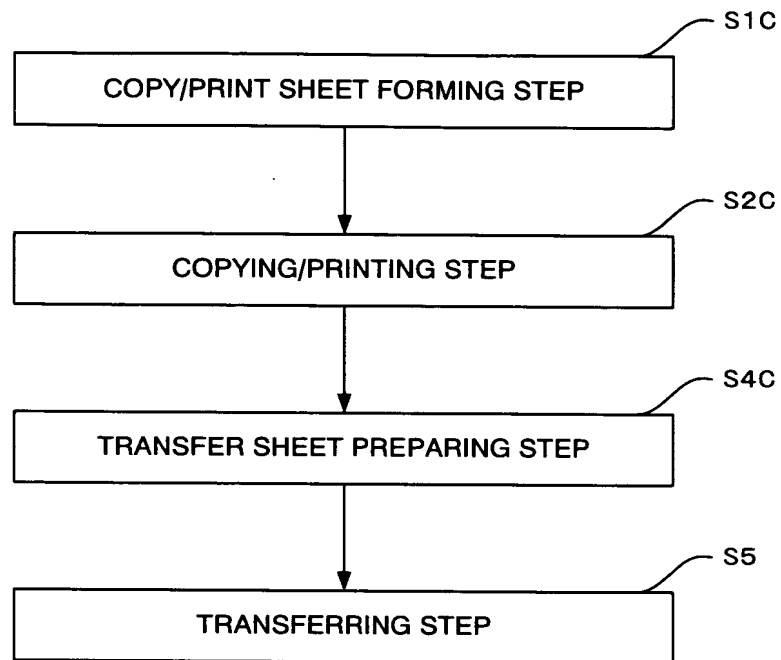 S1C
COPY/PRINT SHEET FORMING STEP
S2C
COPYING/PRINTING STEP
S4C
TRANSFER SHEET PREPARING STEP
S5
TRANSFERRING STEP